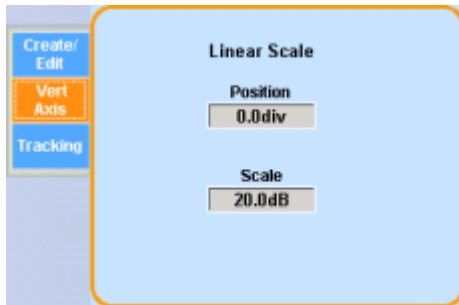 Create/
Edit
Vert
Axis
Tracking
Linear Scale
Position
0.0div
Scale
20.0dB